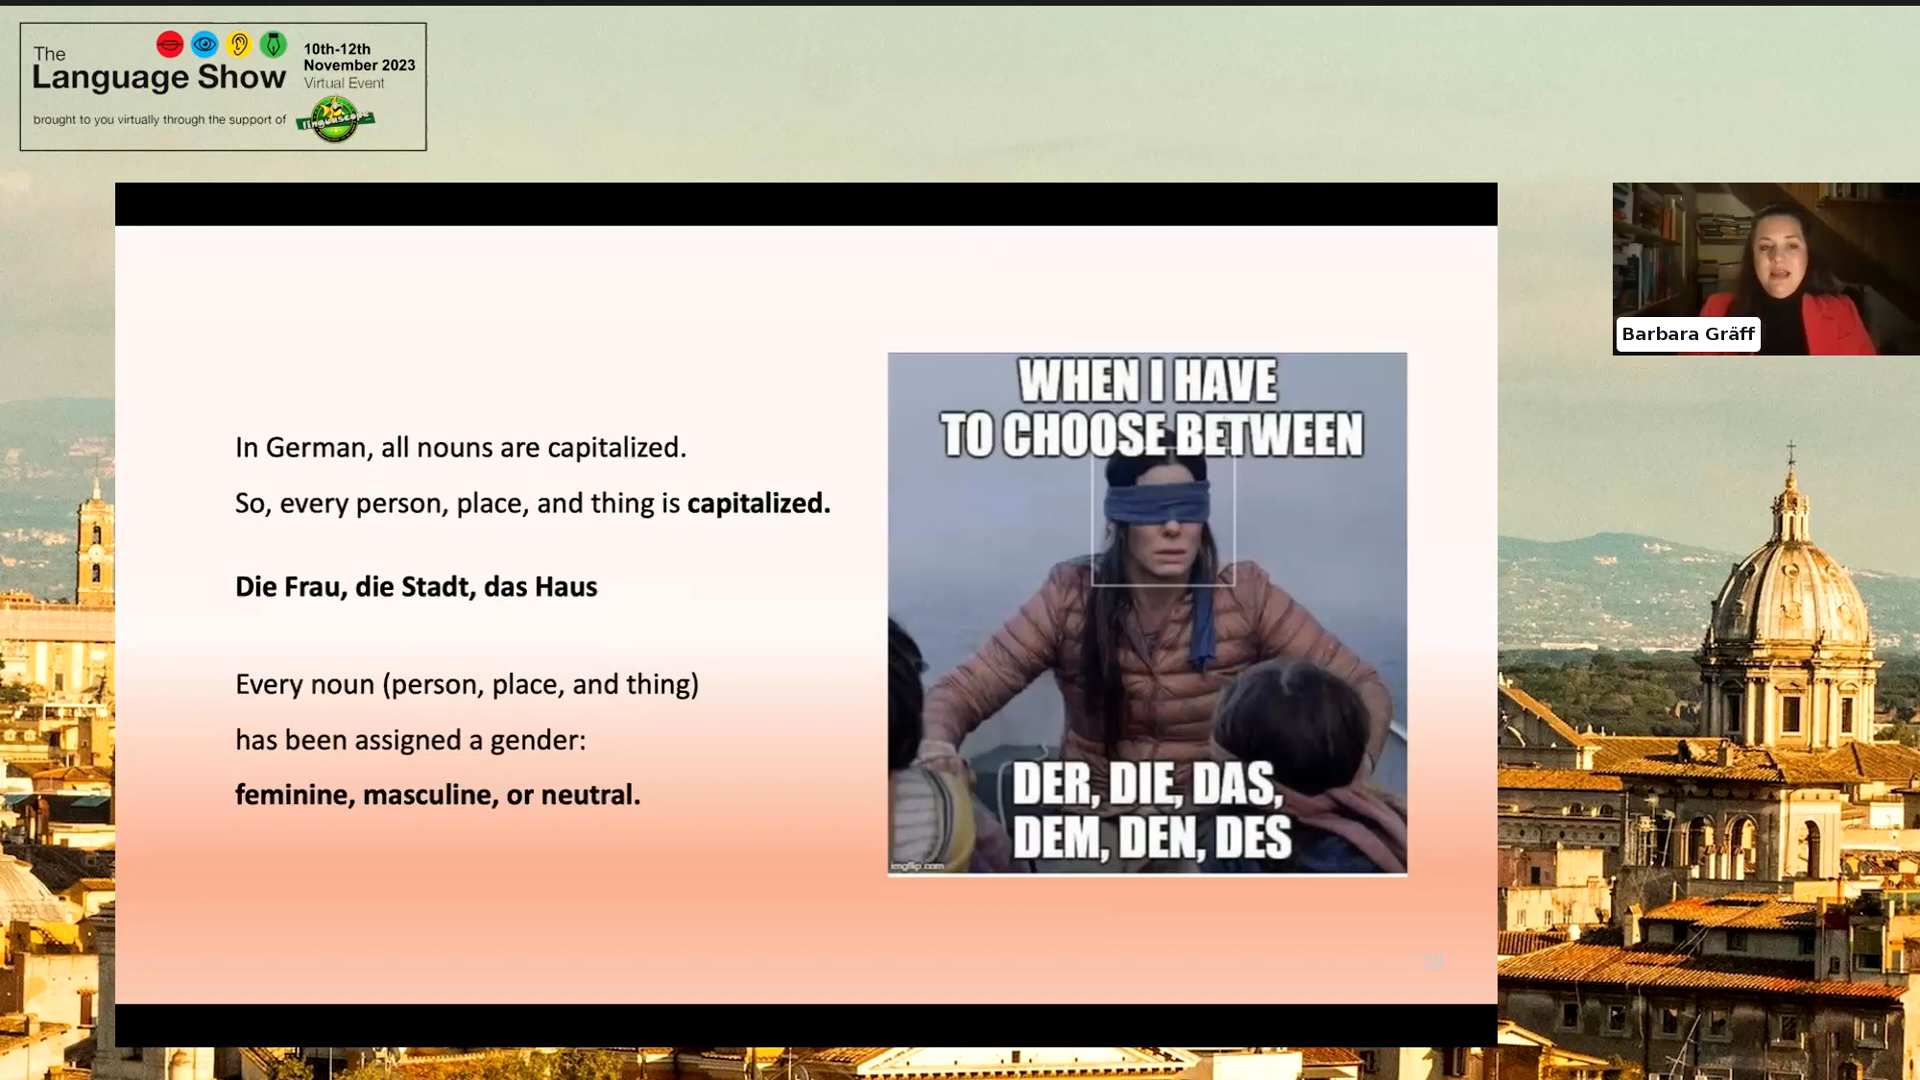 The
Language Show
10th-12th
November 2023
Virtual Event
brought to you virtually through the support of
linguascope
Barbara Gräff
In German, all nouns are capitalized.
So, every person, place, and thing is capitalized.
Die Frau, die Stadt, das Haus
Every noun (person, place, and thing)
has been assigned a gender:
feminine, masculine, or neutral.
WHEN I HAVE
TO CHOOSE BETWEEN
DER, DIE, DAS,
DEM, DEN, DES
imgflip.com